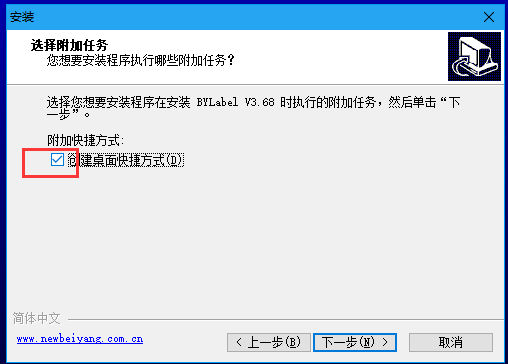 安装
选择附加任务
您想要安装程序执行哪些附加任务？
选择您想要安装程序在安装 BYLabel V3.68 时执行的附加任务，然后单击“下
一步”。
附加快捷方式:
创建桌面快捷方式(D)
简体中文
www.newbeiyang.com.cn
< 上一步(B)
下一步(N) >
取消